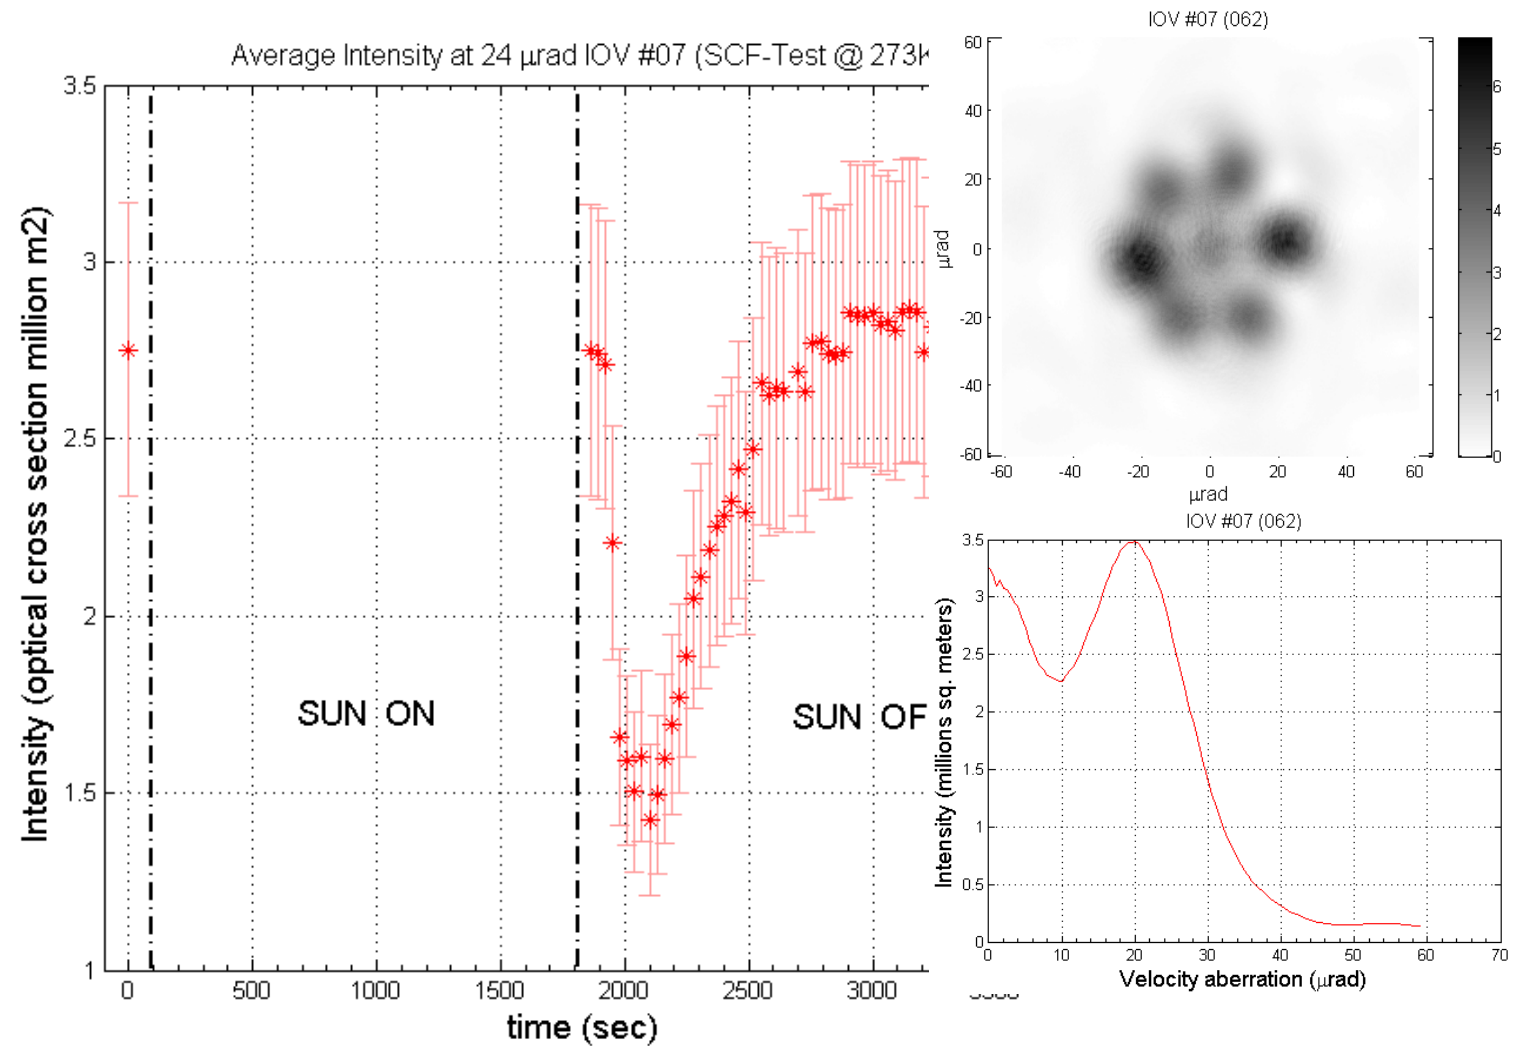 Average Intensity at 24 μrad IOV #07 (SCF-Test @ 273K
Intensity (optical cross section million m2)
3.5
3
2.5
2
1.5
1
SUN ON
SUN OF
0 500 1000 1500 2000 2500 3000
time (sec)
IOV #07 (062)
μrad
60
40
20
0
-20
-40
-60
-60 -40 -20 0 20 40 60
μrad
6
5
4
3
2
1
0
IOV #07 (062)
Intensity (millions sq. meters)
3.5
3
2.5
2
1.5
1
0.5
0
0 10 20 30 40 50 60 70
Velocity aberration (μrad)